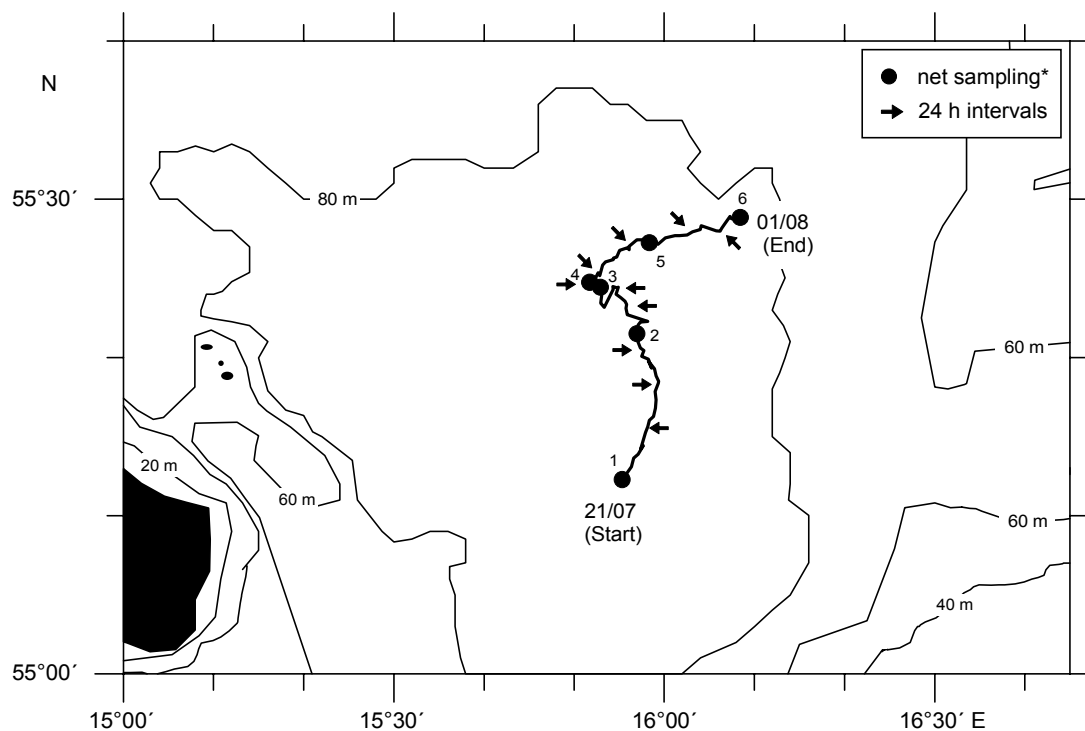 N
net sampling*
24 h intervals
55°30´
80 m
6
01/08
(End)
5
4
3
2
60 m
1
20 m
60 m
21/07
(Start)
60 m
40 m
55°00´
15°00´
15°30´
16°00´
16°30´ E